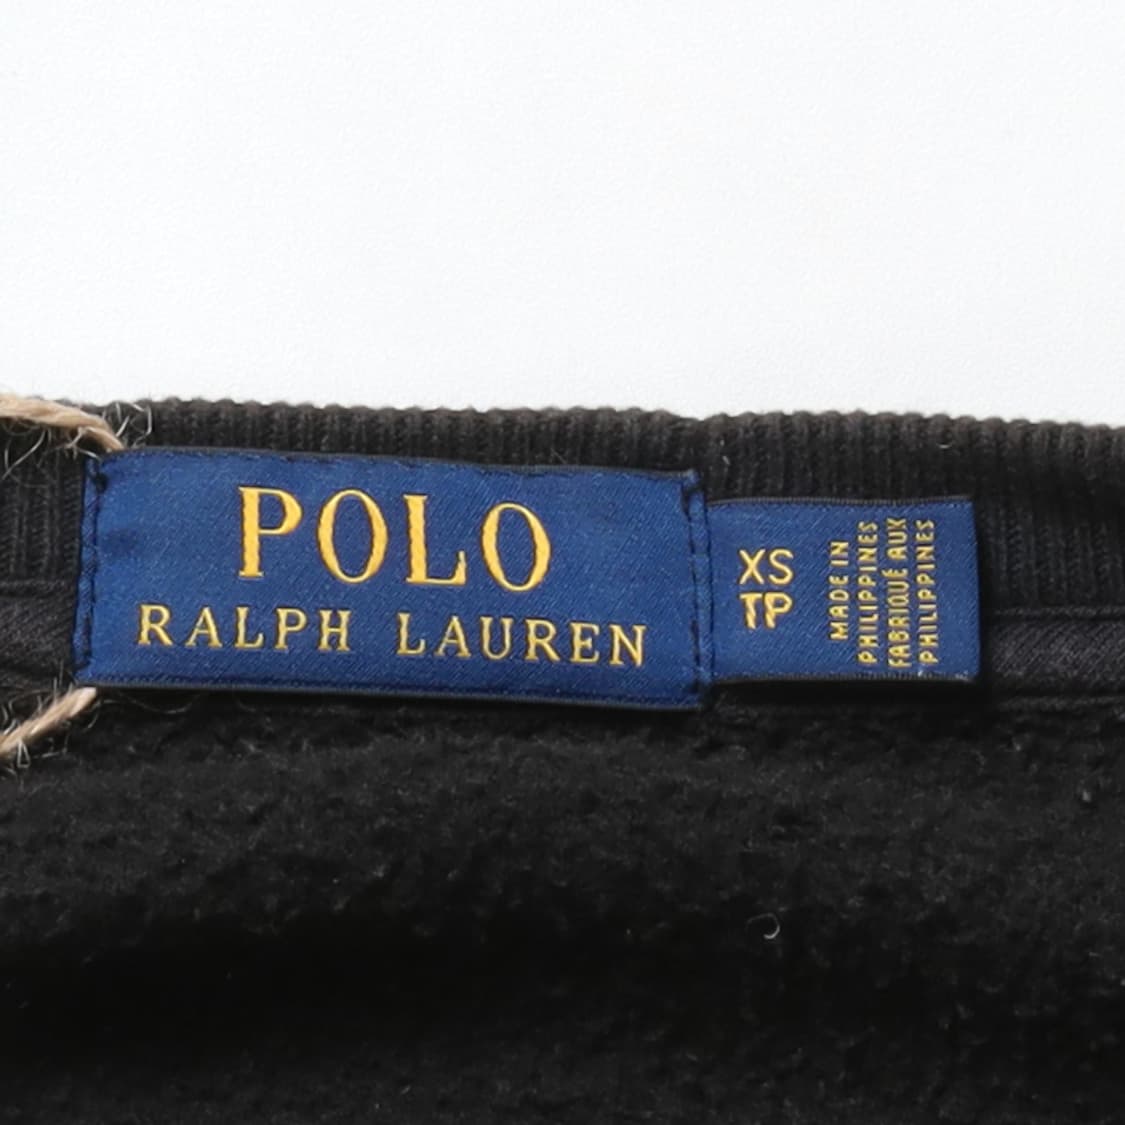 POLO
RALPH LAUREN
XS
TP
MADE IN
PHILIPPINES
FABRIQUÉ AUX
PHILIPPINES